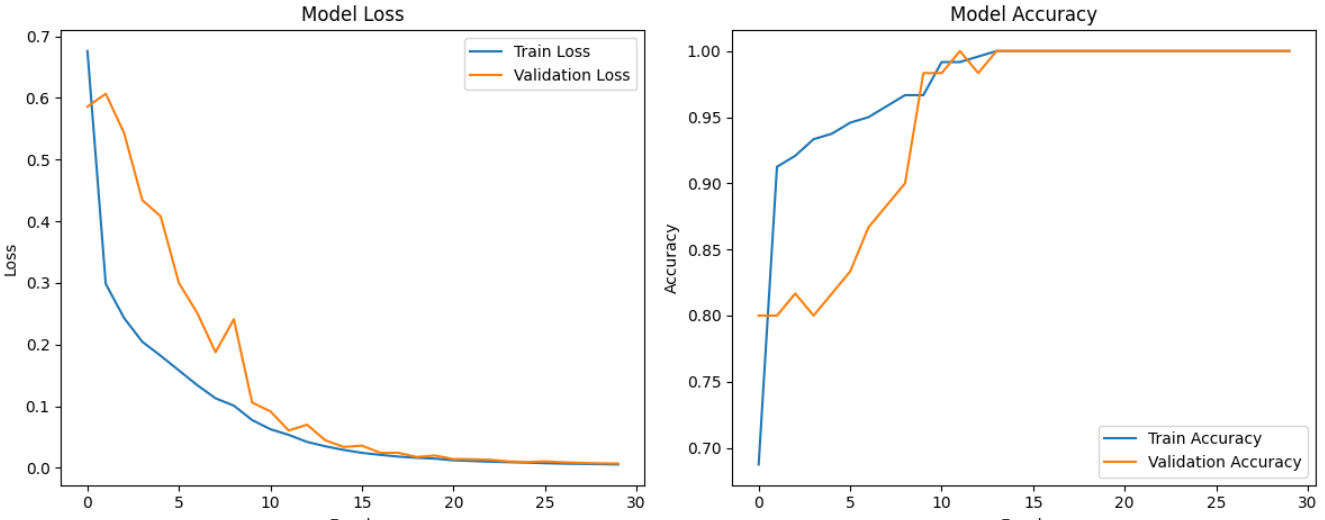 Model Loss
0.7
0.6
0.5
0.4
0.3
0.2
0.1
0.0
Loss
Train Loss
Validation Loss
0 5 10 15 20 25 30
Model Accuracy
1.00
0.95
0.90
0.85
0.80
0.75
0.70
Accuracy
Train Accuracy
Validation Accuracy
0 5 10 15 20 25 30